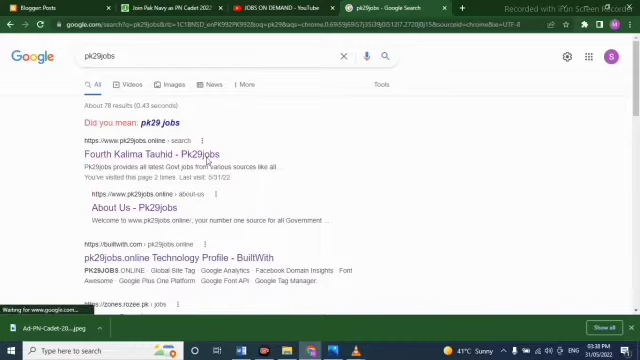 Blogger: Posts
Join Pak Navy as PN Cadet 2022
JOBS ON DEMAND - YouTube
pk29jobs - Google Search
Recorded with iFun Screen Recorder
Google
pk29jobs
S
All
Videos
Images
News
More
Tools
About 78 results (0.43 seconds)
Did you mean: pk29 jobs
https://www.pk29jobs.online › search
Fourth Kalima Tauhid - Pk29jobs
Pk29jobs provides all latest Govt jobs from various sources like all ...
You've visited this page 2 times. Last visit: 5/31/22
https://www.pk29jobs.online › about-us
About Us - Pk29jobs
Welcome to www.pk29jobs.online/, your number one source for all Government ...
https://builtwith.com › pk29jobs.online
pk29jobs.online Technology Profile - BuiltWith
PK29JOBS.ONLINE · Global Site Tag · Google Analytics · Facebook Domain Insights · Font
Awesome · Google Plus One Platform · Google Font API · Google Tag Manager.
https://zones.rozee.pk › jobs
Waiting for www.google.com...
Ad-PN-Cadet-20....jpeg
Show all
Type here to search
41°C Sunny
03:38 PM
31/05/2022